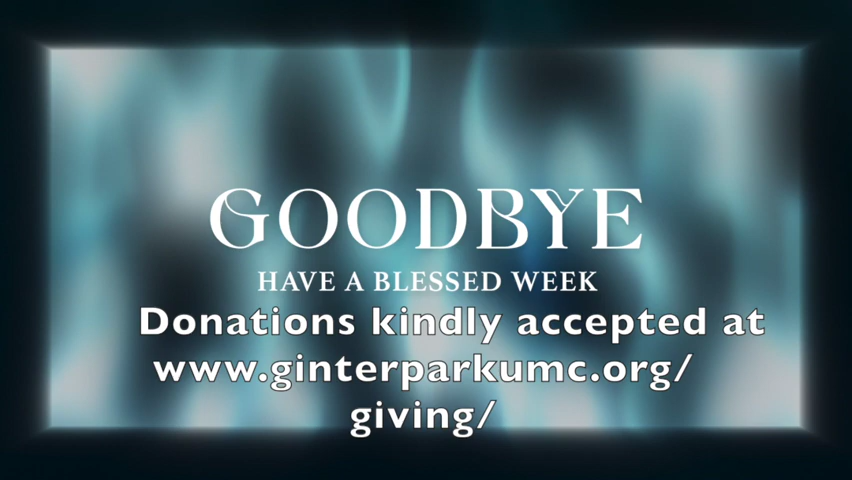 GOODBYE
HAVE A BLESSED WEEK
Donations kindly accepted at
www.ginterparkumc.org/
giving/